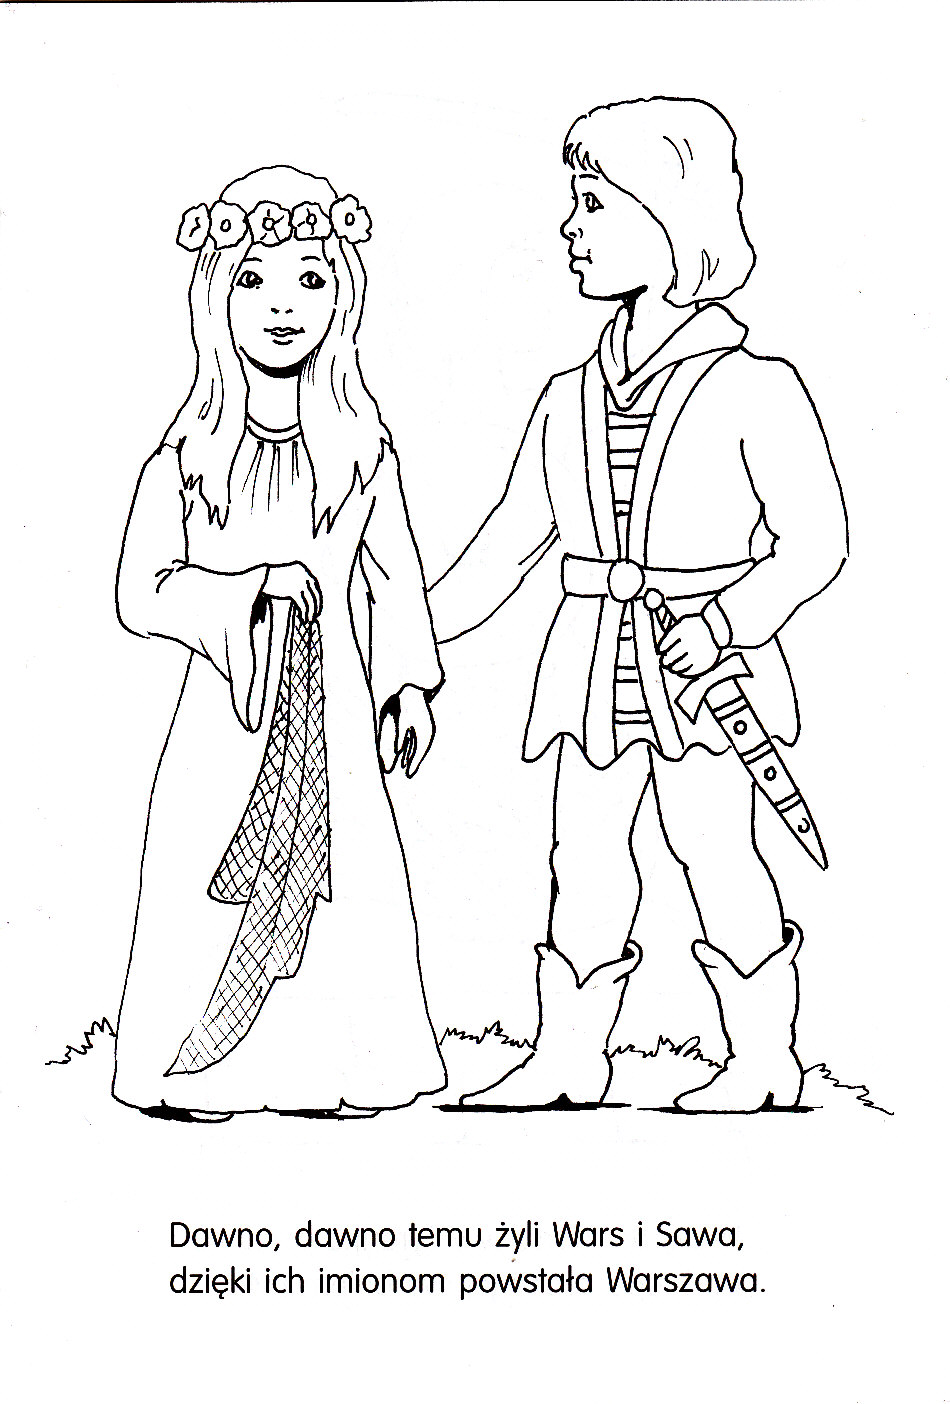 Dawno, dawno temu żyli Wars i Sawa,
dzięki ich imionom powstała Warszawa.